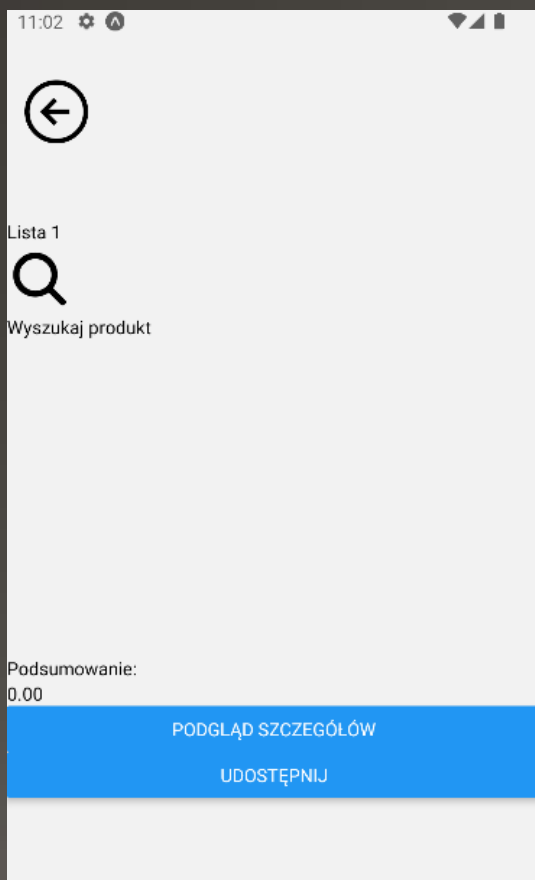 11:02
Lista 1
Wyszukaj produkt
Podsumowanie:
0.00
PODGLĄD SZCZEGÓŁÓW
UDOSTĘPNIJ